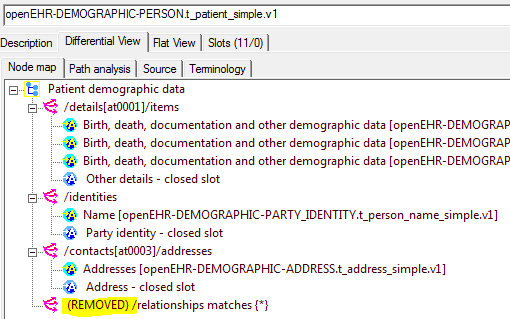 openEHR-DEMOGRAPHIC-PERSON.t_patient_simple.v1
Description Differential View Flat View Slots (11/0)
Node map Path analysis Source Terminology
Patient demographic data
/details[at0001]/items
Birth, death, documentation and other demographic data [openEHR-DEMOGRAP
Birth, death, documentation and other demographic data [openEHR-DEMOGRAP
Birth, death, documentation and other demographic data [openEHR-DEMOGRAP
Other details - closed slot
/identities
Name [openEHR-DEMOGRAPHIC-PARTY_IDENTITY.t_person_name_simple.v1]
Party identity - closed slot
/contacts[at0003]/addresses
Addresses [openEHR-DEMOGRAPHIC-ADDRESS.t_address_simple.v1]
Address - closed slot
(REMOVED) /relationships matches {*}